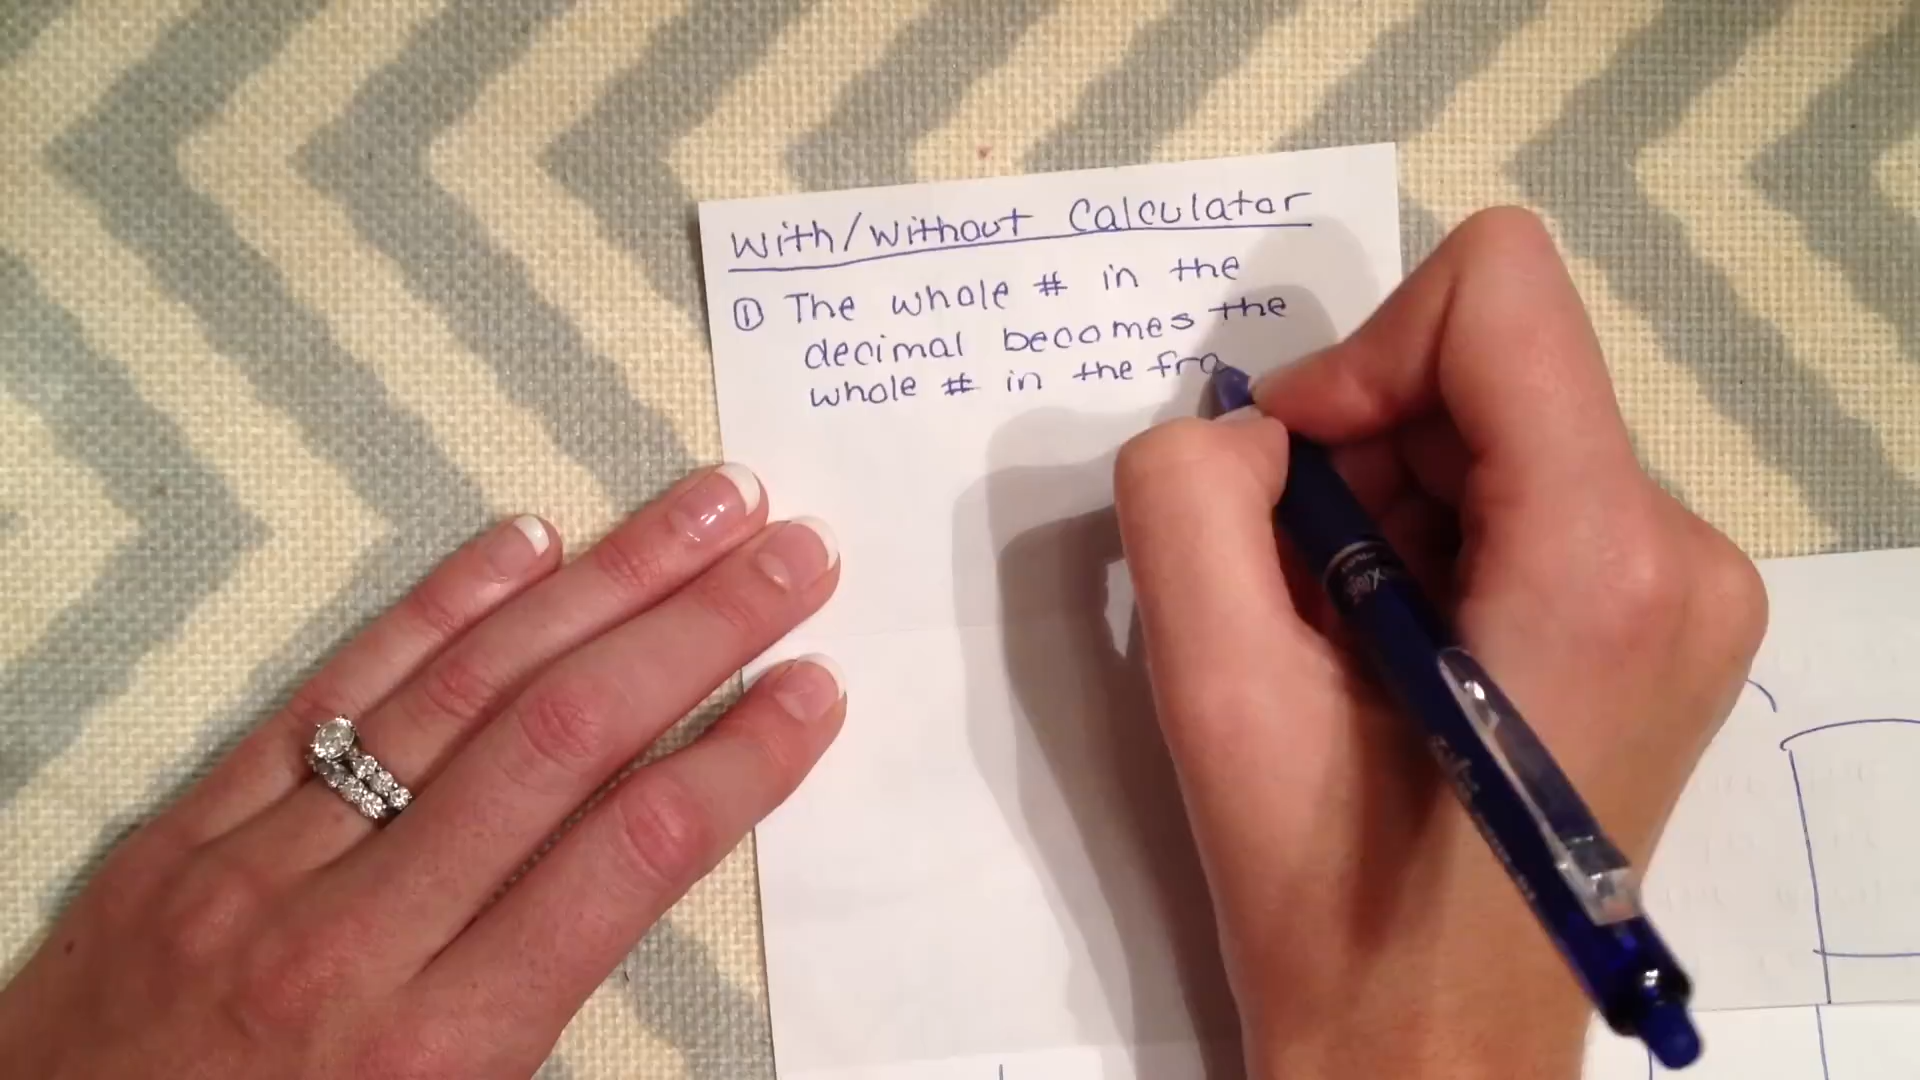 With/Without Calculator
① The whole # in the
decimal becomes the
whole # in the fra